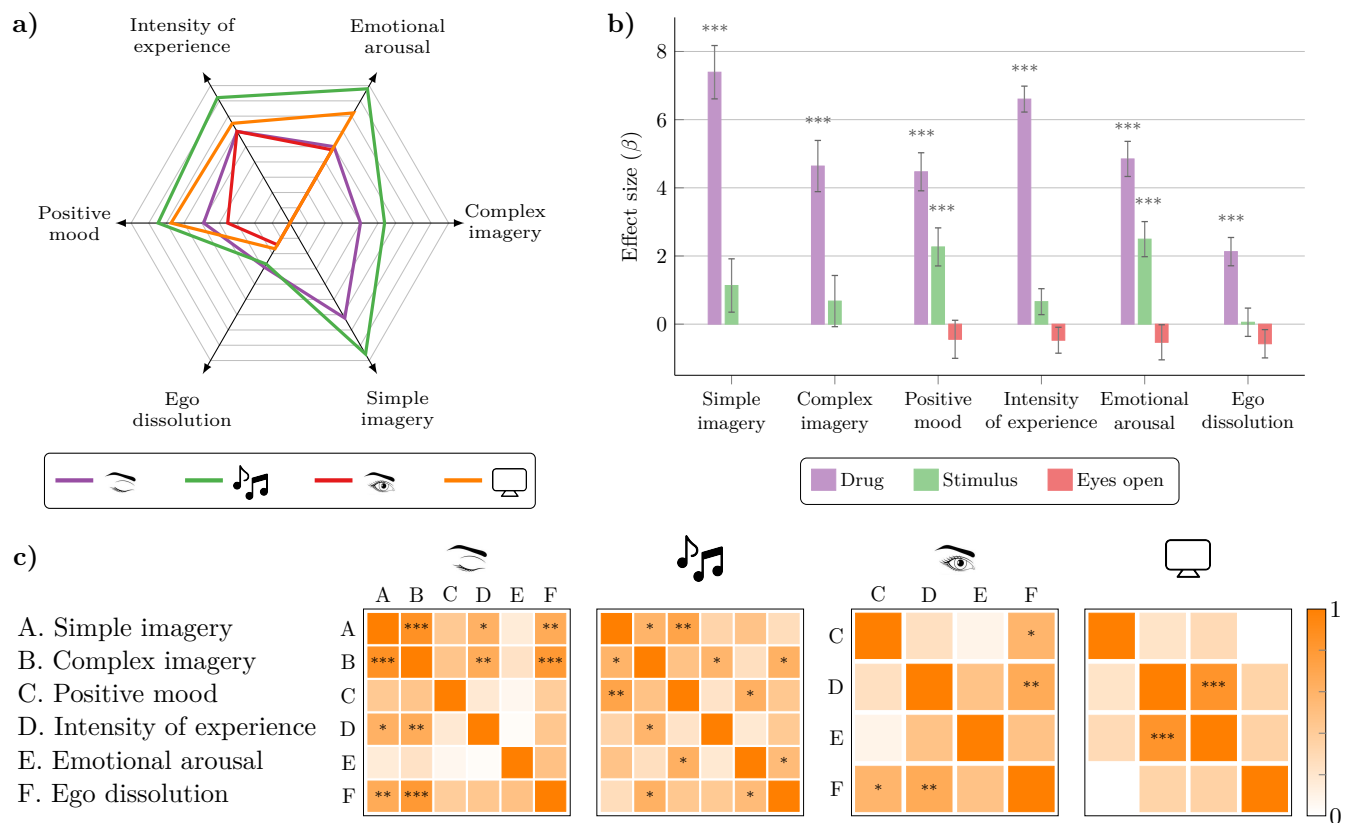 a)
Intensity of
experience
Emotional
arousal
Positive
mood
Complex
imagery
Ego
dissolution
Simple
imagery
b)
Effect size (β)
8
6
4
2
0
***
***
***
***
***
***
***
***
Simple
imagery
Complex
imagery
Positive
mood
Intensity
of experience
Emotional
arousal
Ego
dissolution
Drug
Stimulus
Eyes open
c)
A. Simple imagery
B. Complex imagery
C. Positive mood
D. Intensity of experience
E. Emotional arousal
F. Ego dissolution
A B C D E F
A *** * **
B *** ** ***
C
D * **
E
F ** ***
* **
* * *
** *
*
* *
* *
C D E F
C *
D **
E
F * **
***
***
1
0